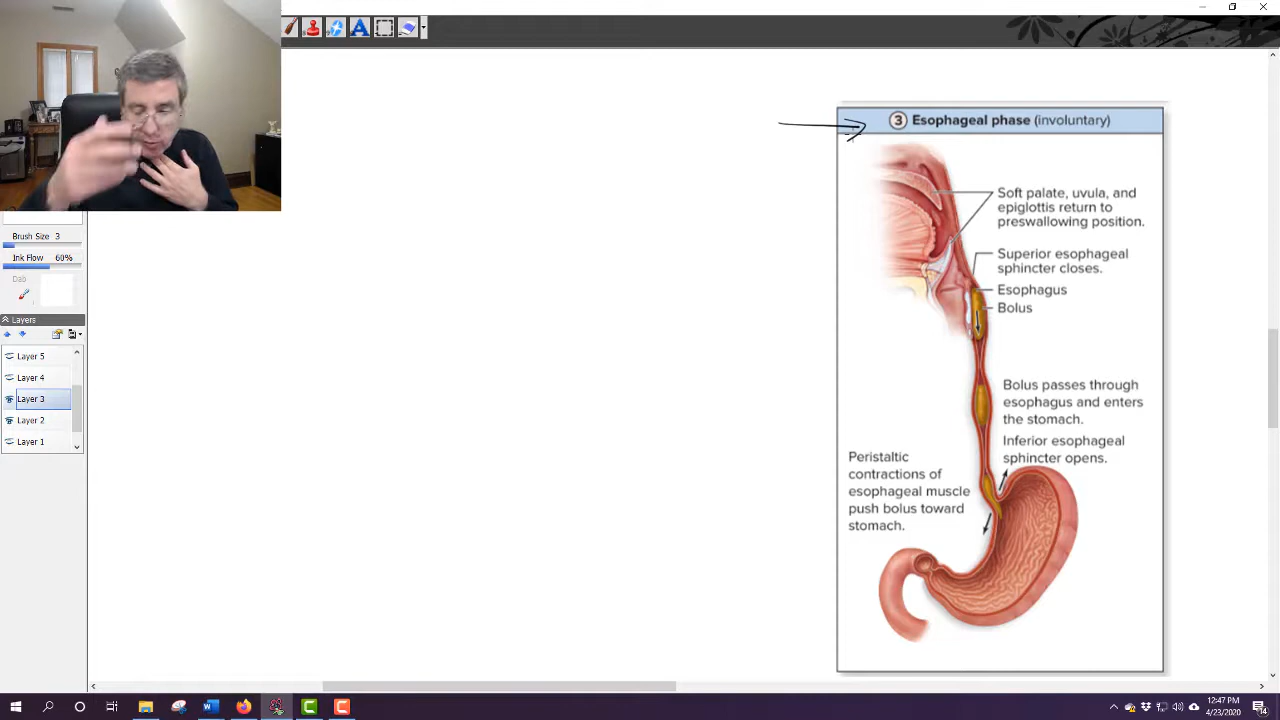 3 Esophageal phase (involuntary)
Soft palate, uvula, and
epiglottis return to
preswallowing position.
Superior esophageal
sphincter closes.
Esophagus
Bolus
Bolus passes through
esophagus and enters
the stomach.
Inferior esophageal
sphincter opens.
Peristaltic
contractions of
esophageal muscle
push bolus toward
stomach.
Brush Size 3
Ink Flow 60%
Dab
Layers
Layer 5
Layer 4
Layer 3
Layer 2
Layer 1
12:47 PM
4/23/2020